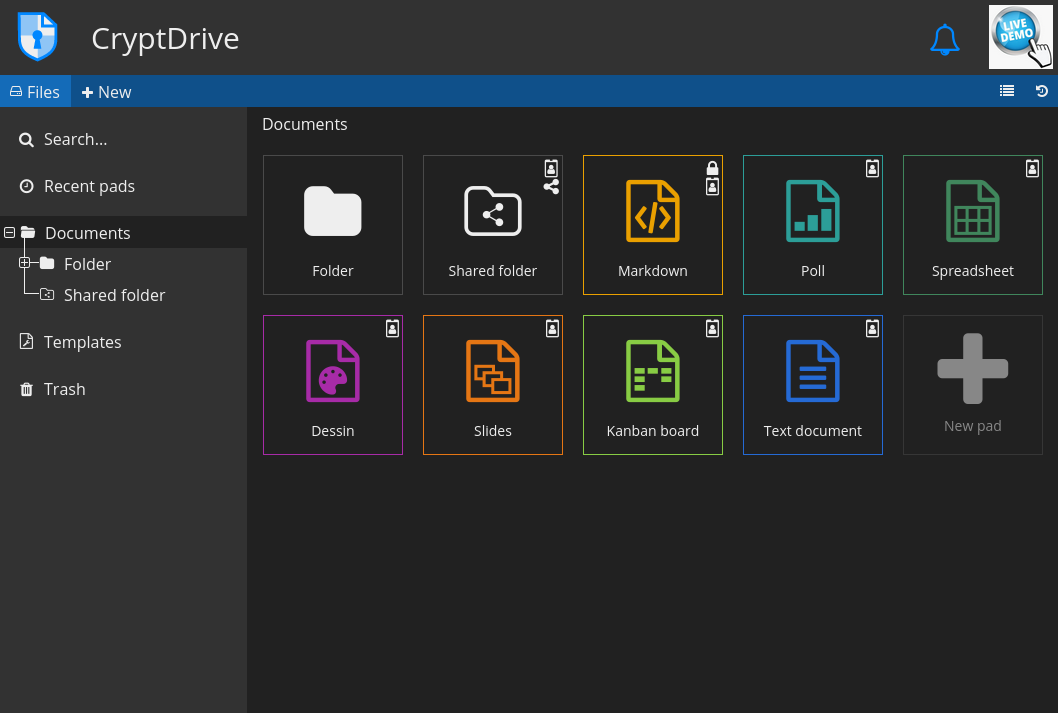 CryptDrive
LIVE
DEMO
Files
New
Search...
Recent pads
Documents
Folder
Shared folder
Templates
Trash
Documents
Folder
Shared folder
Markdown
Poll
Spreadsheet
Dessin
Slides
Kanban board
Text document
New pad